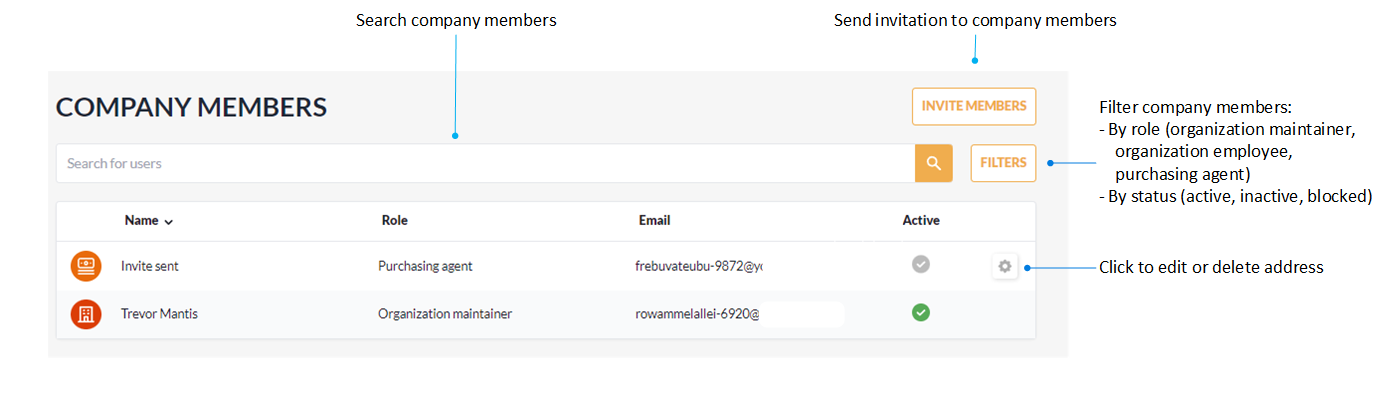 Search company members
Send invitation to company members
COMPANY MEMBERS
INVITE MEMBERS
Search for users
FILTERS
Filter company members:
- By role (organization maintainer,
organization employee,
purchasing agent)
- By status (active, inactive, blocked)
Name Role Email Active
Invite sent Purchasing agent frebuvateubu-9872@
Click to edit or delete address
Trevor Mantis Organization maintainer rowammelallei-6920@